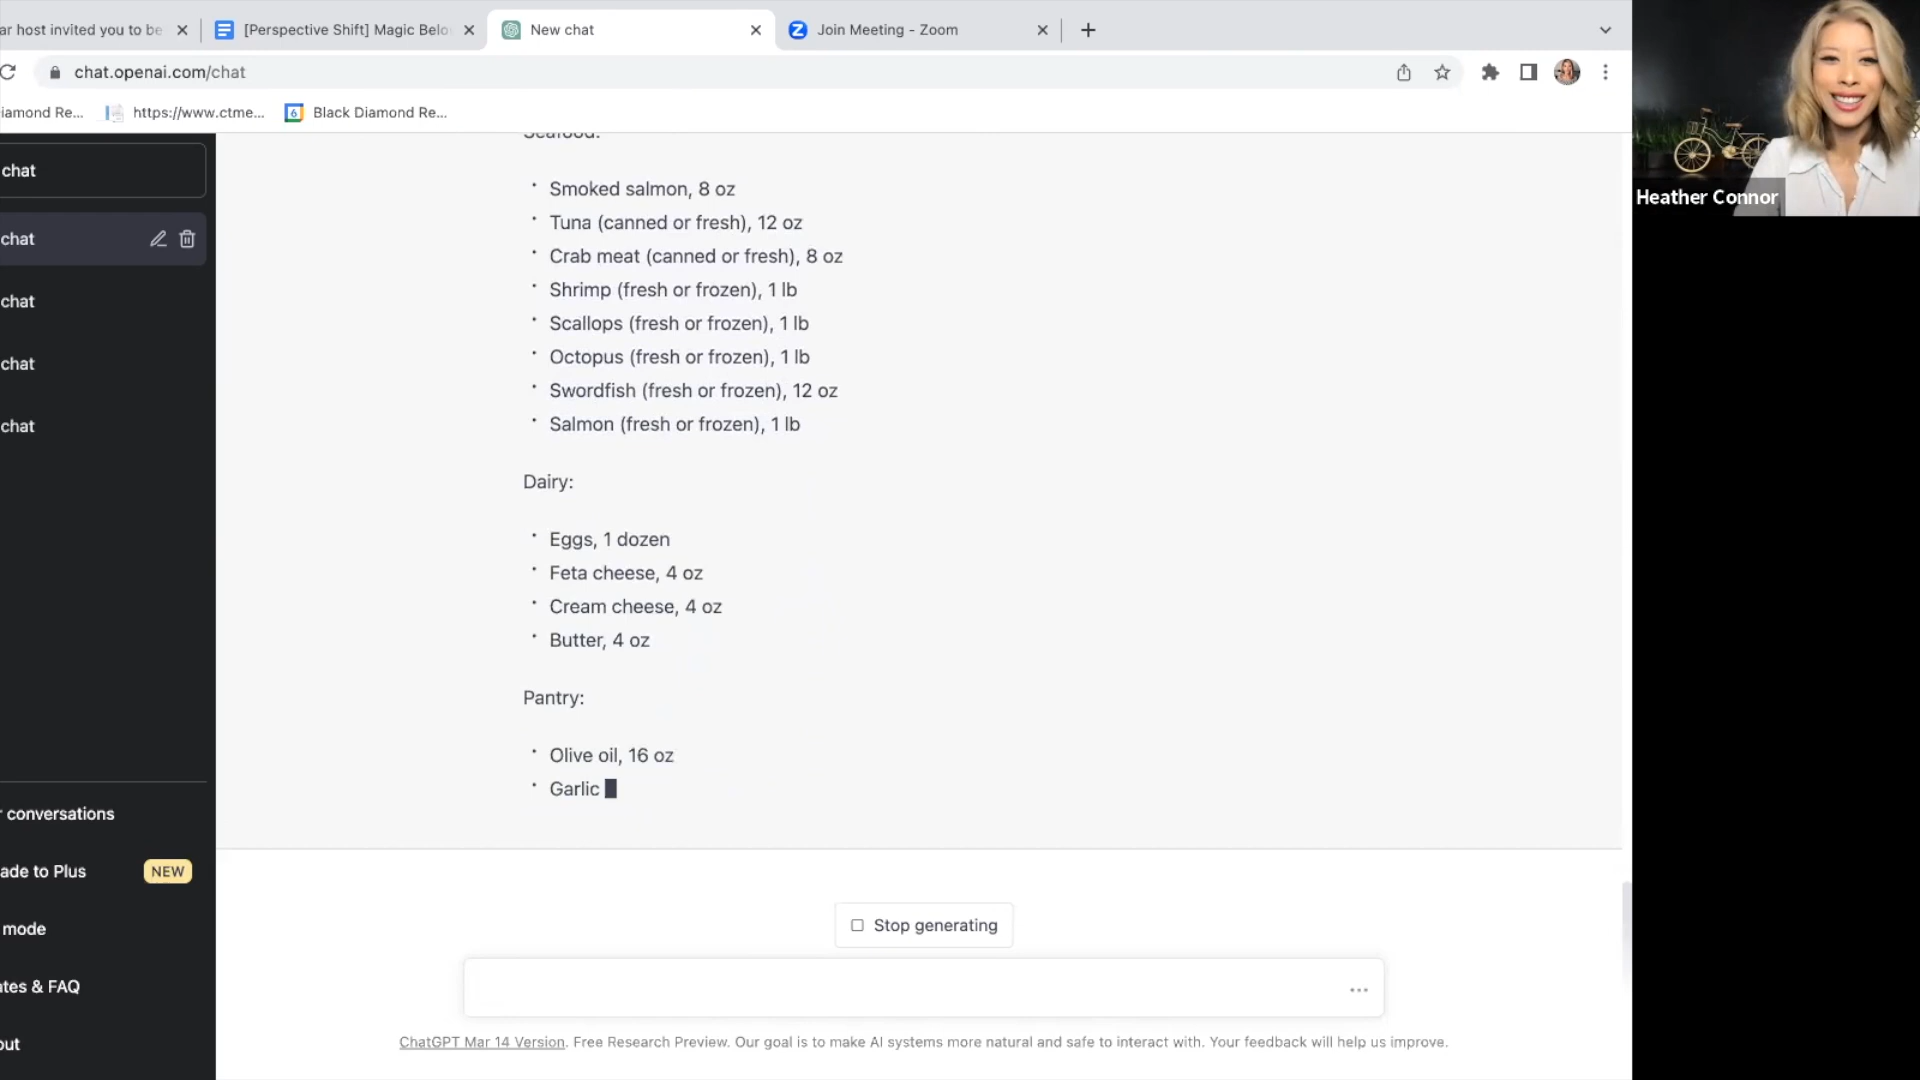 ar host invited you to be
[Perspective Shift] Magic Belo
New chat
Join Meeting - Zoom
chat.openai.com/chat
iamond Re...
https://www.ctme...
6
Black Diamond Re...
Heather Connor
chat
chat
chat
chat
chat
r conversations
ade to Plus
NEW
mode
ates & FAQ
out
Seafood:
Smoked salmon, 8 oz
Tuna (canned or fresh), 12 oz
Crab meat (canned or fresh), 8 oz
Shrimp (fresh or frozen), 1 lb
Scallops (fresh or frozen), 1 lb
Octopus (fresh or frozen), 1 lb
Swordfish (fresh or frozen), 12 oz
Salmon (fresh or frozen), 1 lb
Dairy:
Eggs, 1 dozen
Feta cheese, 4 oz
Cream cheese, 4 oz
Butter, 4 oz
Pantry:
Olive oil, 16 oz
Garlic
Stop generating
ChatGPT Mar 14 Version. Free Research Preview. Our goal is to make AI systems more natural and safe to interact with. Your feedback will help us improve.